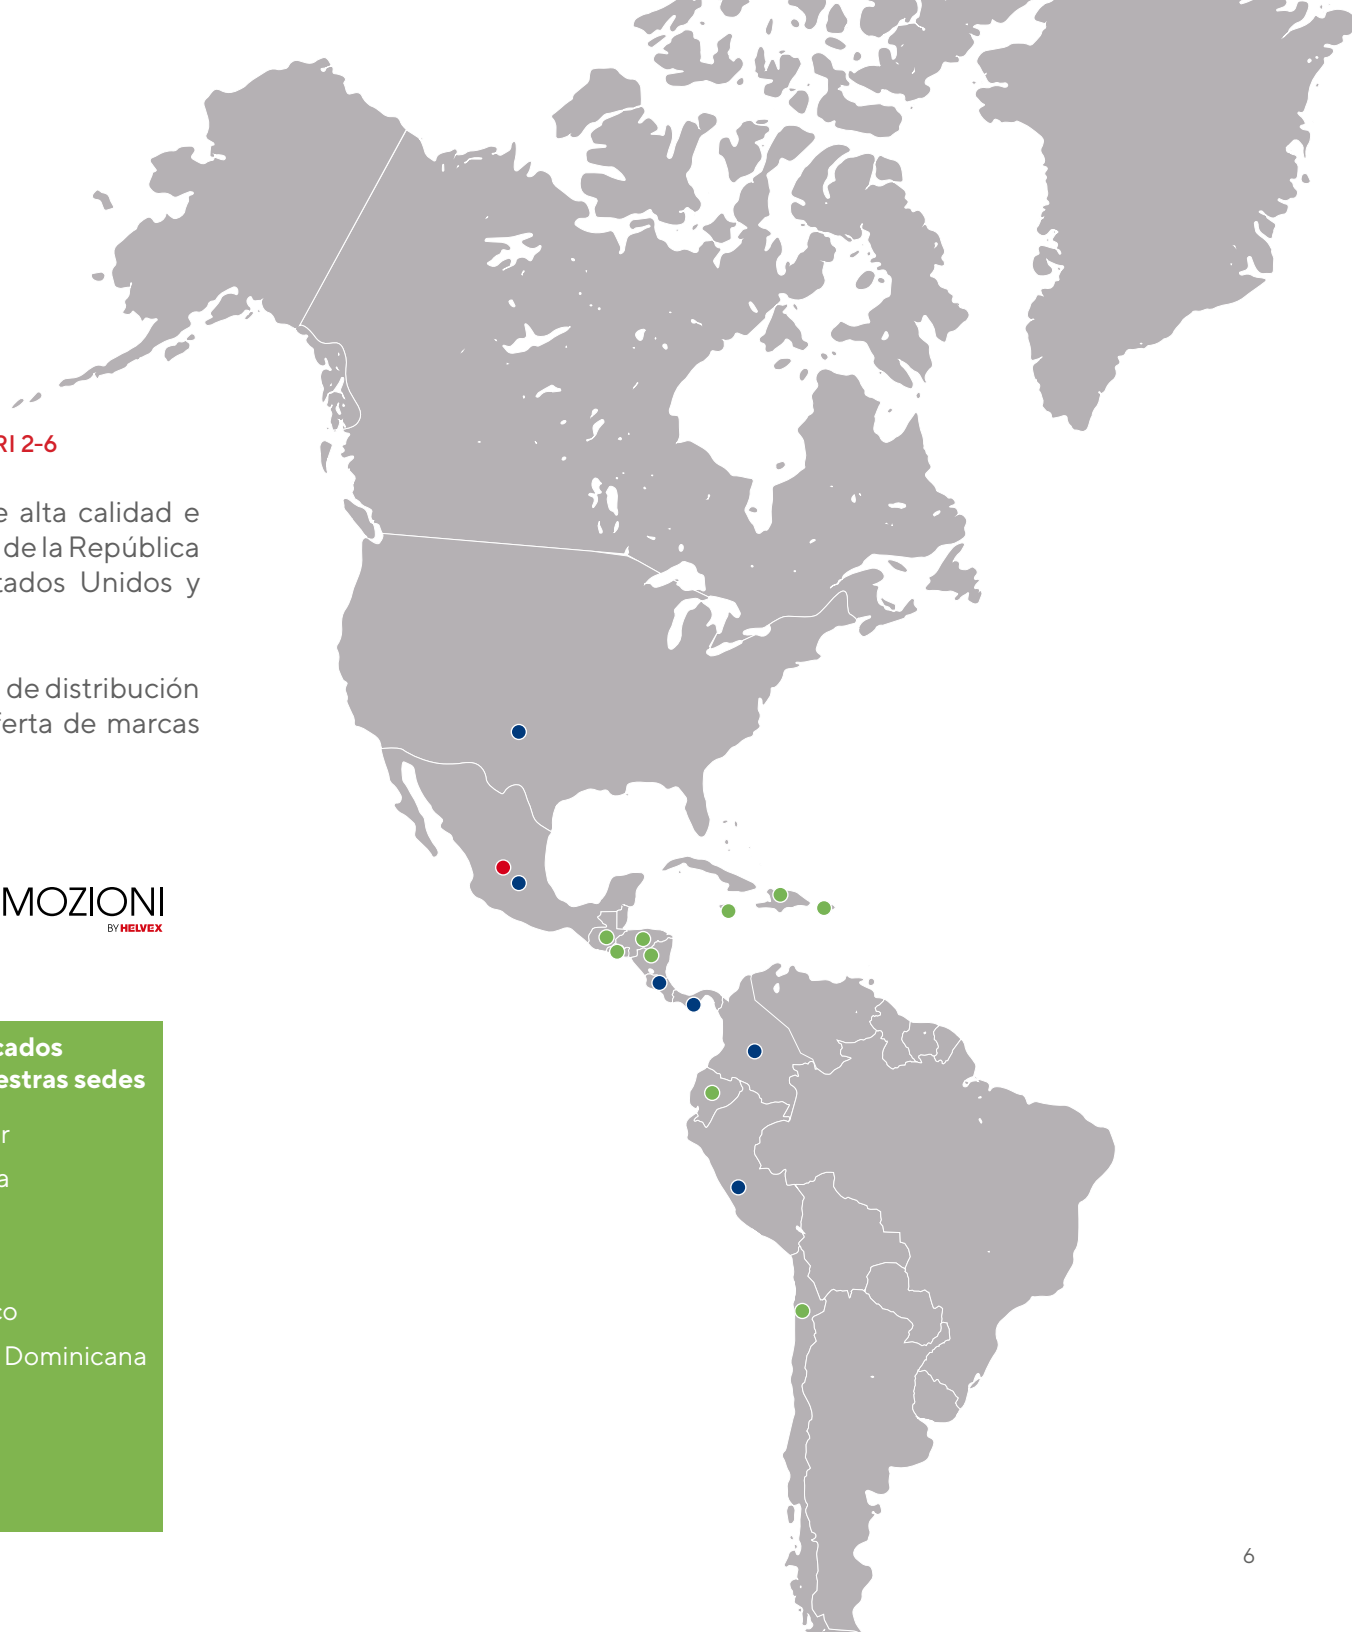 RI 2-6
e alta calidad e
de la República
tados Unidos y
de distribución
ferta de marcas
MOZIONI
BY HELVEX
cados
estras sedes
r
a
co
Dominicana
6